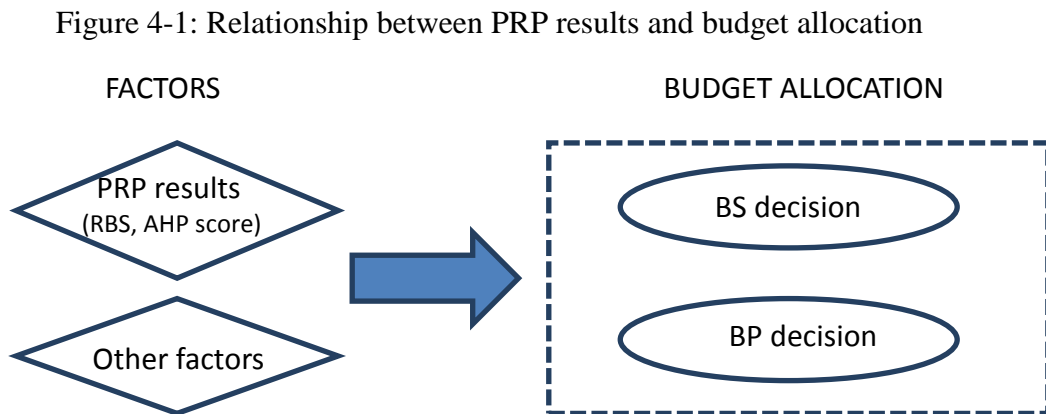 Figure 4-1: Relationship between PRP results and budget allocation
FACTORS
BUDGET ALLOCATION
PRP results
(RBS, AHP score)
BS decision
Other factors
BP decision